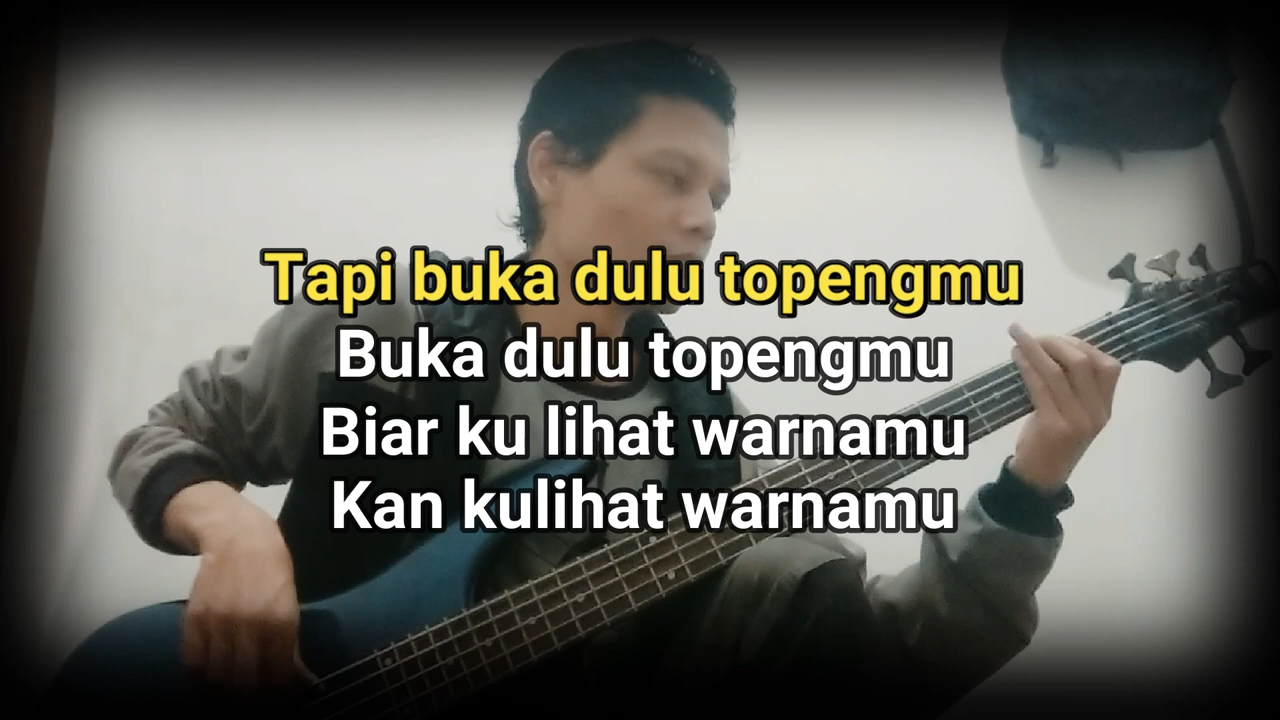 Tapi buka dulu topengmu
Buka dulu topengmu
Biar ku lihat warnamu
Kan kulihat warnamu